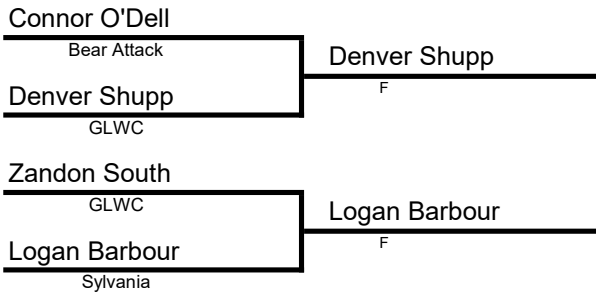 Connor O'Dell
Bear Attack
Denver Shupp
F
Denver Shupp
GLWC
Zandon South
GLWC
Logan Barbour
F
Logan Barbour
Sylvania